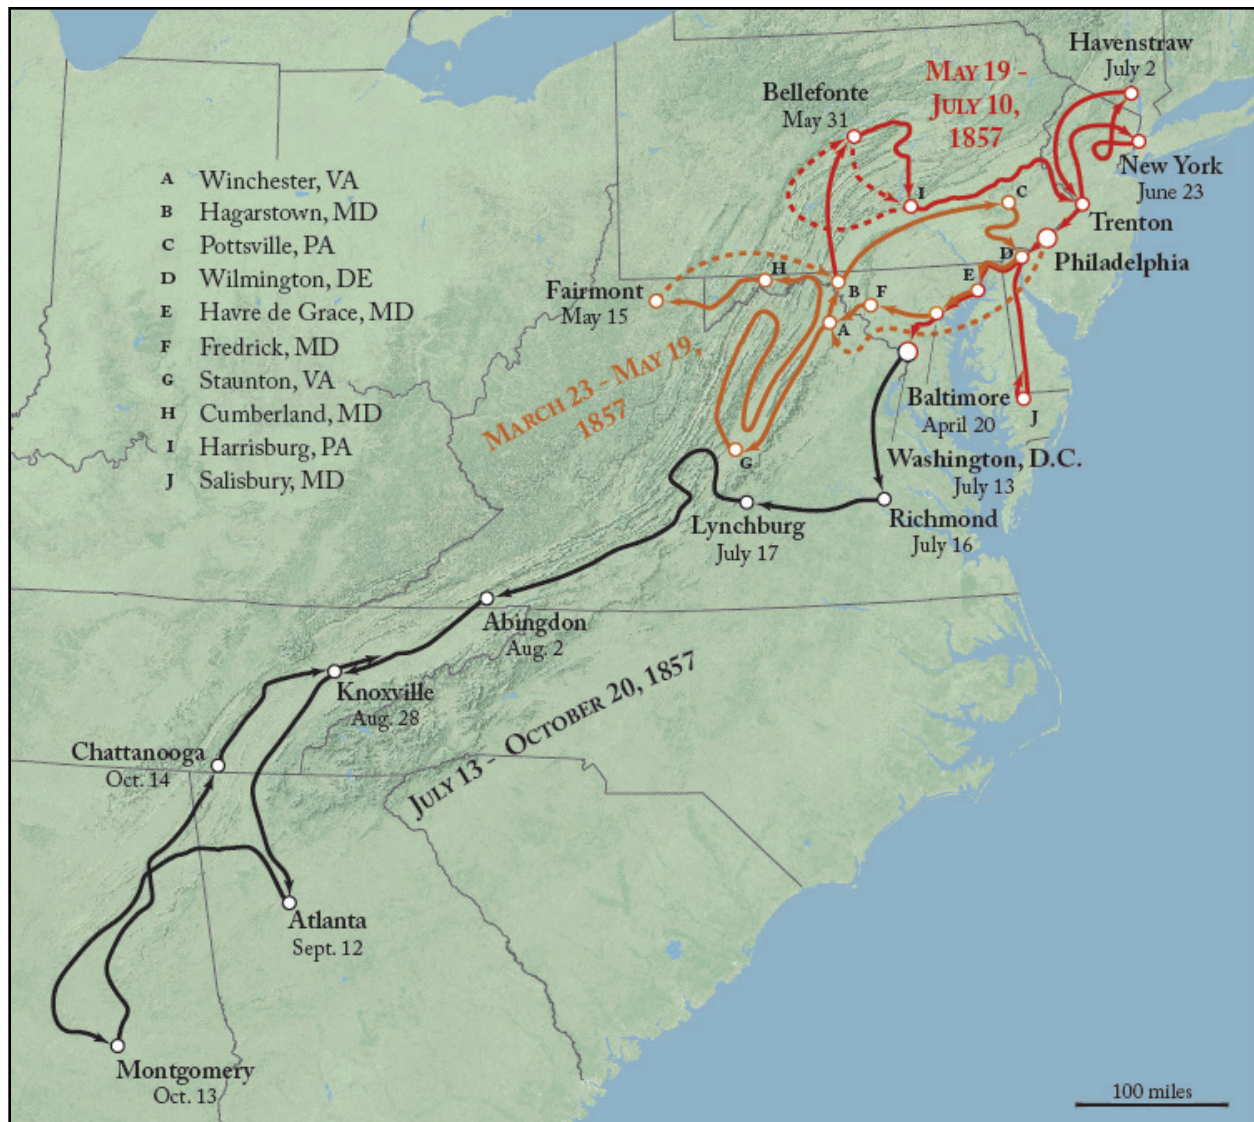 Havenstraw
July 2
MAY 19 -
JULY 10,
1857
Bellefonte
May 31
New York
June 23
I
C
Trenton
Philadelphia
D
E
H
B
F
A
Fairmont
May 15
A Winchester, VA
B Hagarstown, MD
C Pottsville, PA
D Wilmington, DE
E Havre de Grace, MD
F Fredrick, MD
G Staunton, VA
H Cumberland, MD
I Harrisburg, PA
J Salisbury, MD
MARCH 23 - MAY 19,
1857
Baltimore
April 20
J
G
Washington, D.C.
July 13
Lynchburg
July 17
Richmond
July 16
Abingdon
Aug. 2
Knoxville
Aug. 28
JULY 13 - OCTOBER 20, 1857
Chattanooga
Oct. 14
Atlanta
Sept. 12
Montgomery
Oct. 13
100 miles